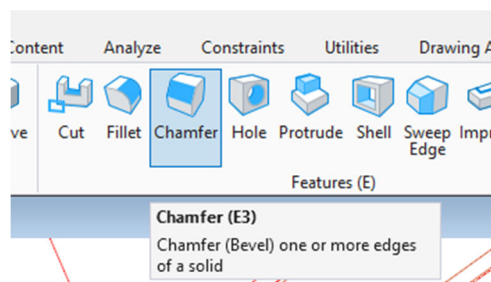 Content Analyze Constraints Utilities Drawing A
ve Cut Fillet Chamfer Hole Protrude Shell Sweep Impr
Edge
Features (E)
Chamfer (E3)
Chamfer (Bevel) one or more edges
of a solid